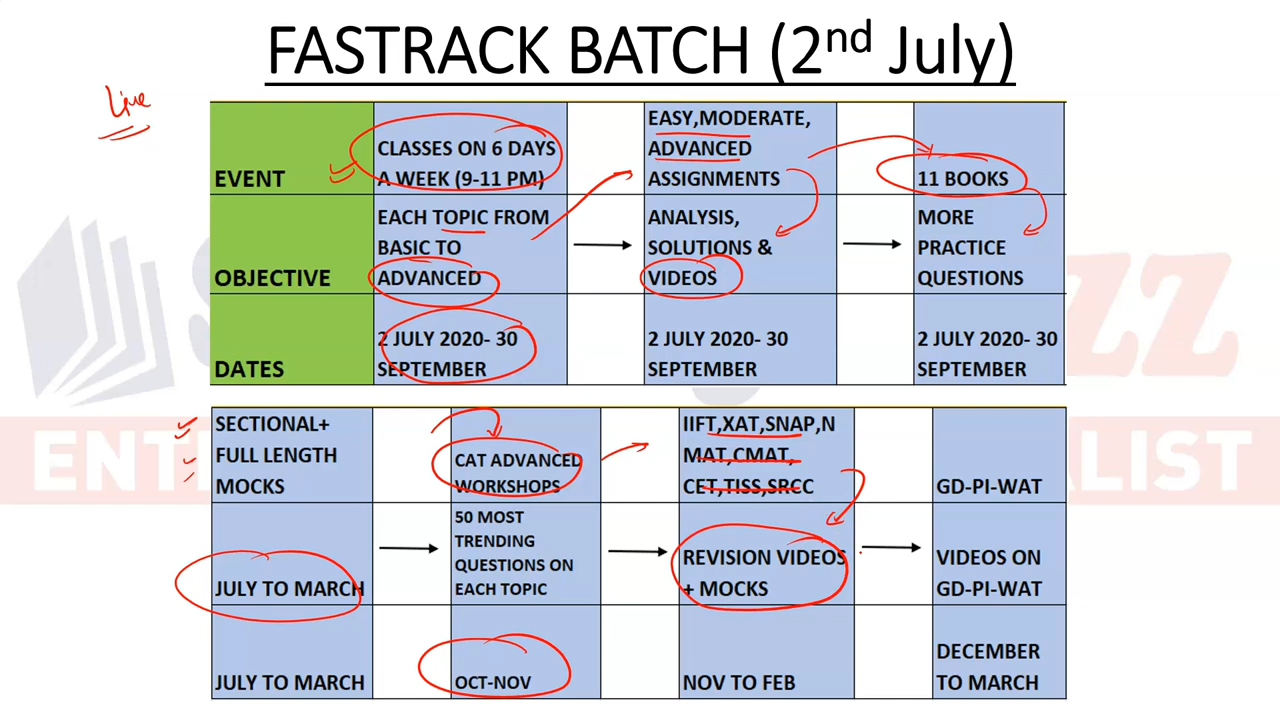 FASTRACK BATCH (2nd July)
Live
EVENT
CLASSES ON 6 DAYS
A WEEK (9-11 PM)
EASY,MODERATE,
ADVANCED
ASSIGNMENTS
11 BOOKS
OBJECTIVE
EACH TOPIC FROM
BASIC TO
ADVANCED
ANALYSIS,
SOLUTIONS &
VIDEOS
MORE
PRACTICE
QUESTIONS
DATES
2 JULY 2020- 30
SEPTEMBER
2 JULY 2020- 30
SEPTEMBER
2 JULY 2020- 30
SEPTEMBER
SECTIONAL+
FULL LENGTH
MOCKS
CAT ADVANCED
WORKSHOPS
IIFT,XAT,SNAP,N
MAT,CMAT,
CET,TISS,SRCC
GD-PI-WAT
JULY TO MARCH
50 MOST
TRENDING
QUESTIONS ON
EACH TOPIC
REVISION VIDEOS
+ MOCKS
VIDEOS ON
GD-PI-WAT
JULY TO MARCH
OCT-NOV
NOV TO FEB
DECEMBER
TO MARCH